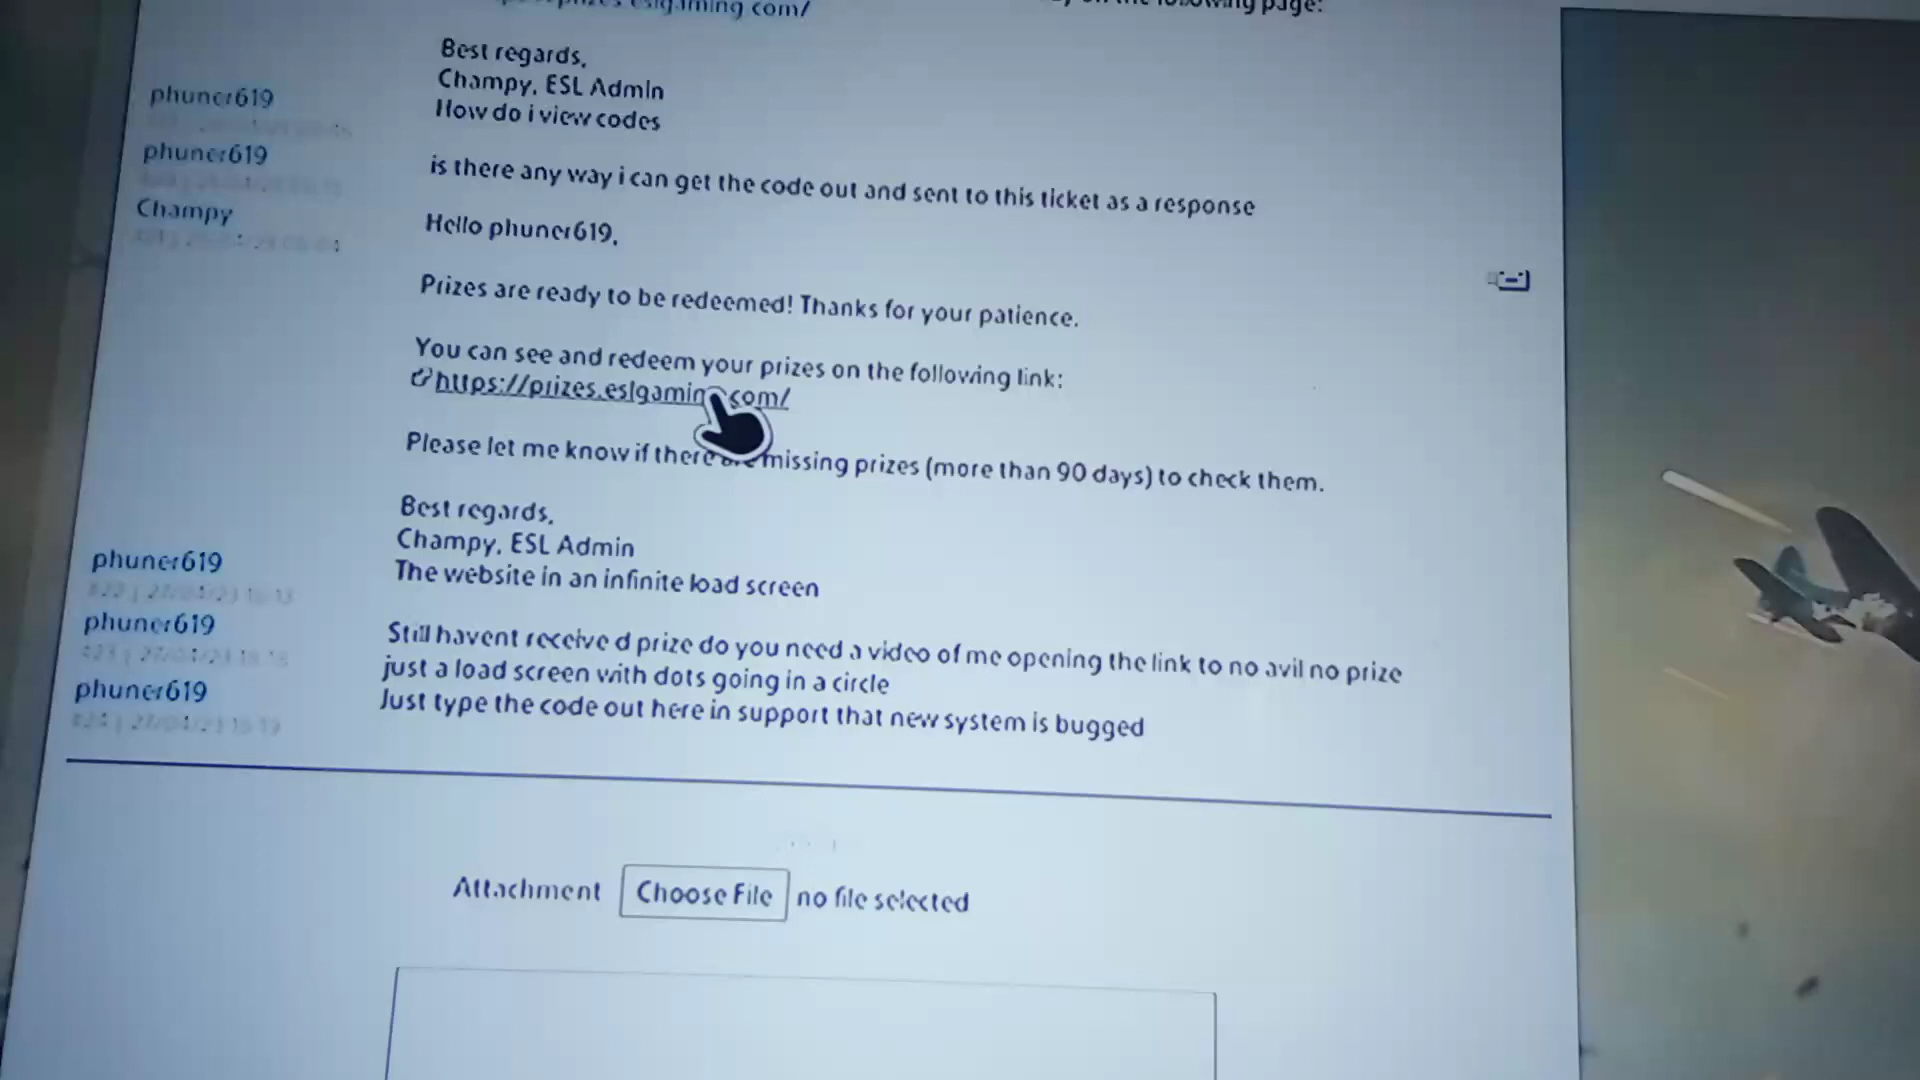 eslgaming com/
page:
Best regards,
Champy, ESL Admin
phuner619
How do i view codes
phuner619
is there any way i can get the code out and sent to this ticket as a response
Champy
Hello phuner619,
Prizes are ready to be redeemed! Thanks for your patience.
You can see and redeem your prizes on the following link:
https://prizes.eslgaming.com/
Please let me know if there are missing prizes (more than 90 days) to check them.
Best regards,
Champy, ESL Admin
phuner619
The website in an infinite load screen
phuner619
Still havent receive d prize do you need a video of me opening the link to no avil no prize
just a load screen with dots going in a circle
phuner619
Just type the code out here in support that new system is bugged
Attachment Choose File no file selected